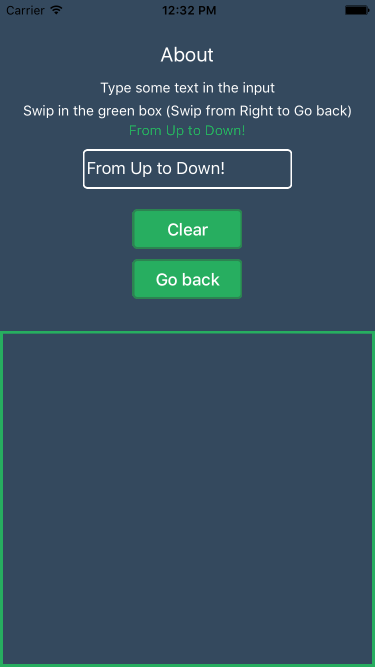 Carrier 12:32 PM
About
Type some text in the input
Swip in the green box (Swip from Right to Go back)
From Up to Down!
From Up to Down!
Clear
Go back